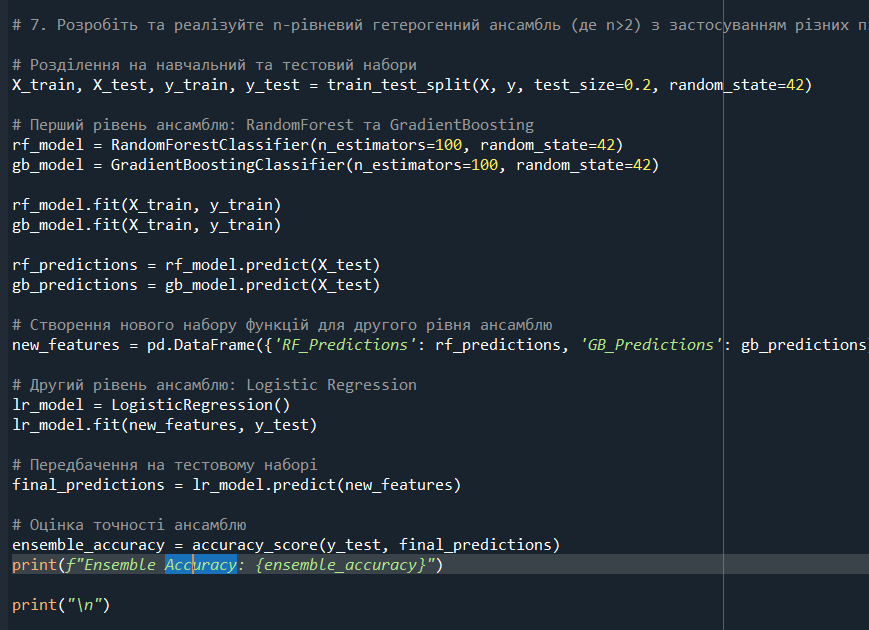 # 7. Розробіть та реалізуйте n-рівневий гетерогенний ансамбль (де n>2) з застосуванням різних
# Розділення на навчальний та тестовий набори
X_train, X_test, y_train, y_test = train_test_split(X, y, test_size=0.2, random_state=42)
# Перший рівень ансамблю: RandomForest та GradientBoosting
rf_model = RandomForestClassifier(n_estimators=100, random_state=42)
gb_model = GradientBoostingClassifier(n_estimators=100, random_state=42)
rf_model.fit(X_train, y_train)
gb_model.fit(X_train, y_train)
rf_predictions = rf_model.predict(X_test)
gb_predictions = gb_model.predict(X_test)
# Створення нового набору функцій для другого рівня ансамблю
new_features = pd.DataFrame({'RF_Predictions': rf_predictions, 'GB_Predictions': gb_predictions
# Другий рівень ансамблю: Logistic Regression
lr_model = LogisticRegression()
lr_model.fit(new_features, y_test)
# Передбачення на тестовому наборі
final_predictions = lr_model.predict(new_features)
# Оцінка точності ансамблю
ensemble_accuracy = accuracy_score(y_test, final_predictions)
print(f"Ensemble Accuracy: {ensemble_accuracy}")
print("\n")